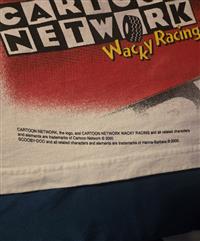 CARTOON
NETWORK
Wacky Racing
CARTOON NETWORK, the logo, and CARTOON NETWORK WACKY RACING and all related characters
and elements are trademarks of Cartoon Network © 2000.
SCOOBY-DOO and all related characters and elements are trademarks of Hanna-Barbera © 2000.